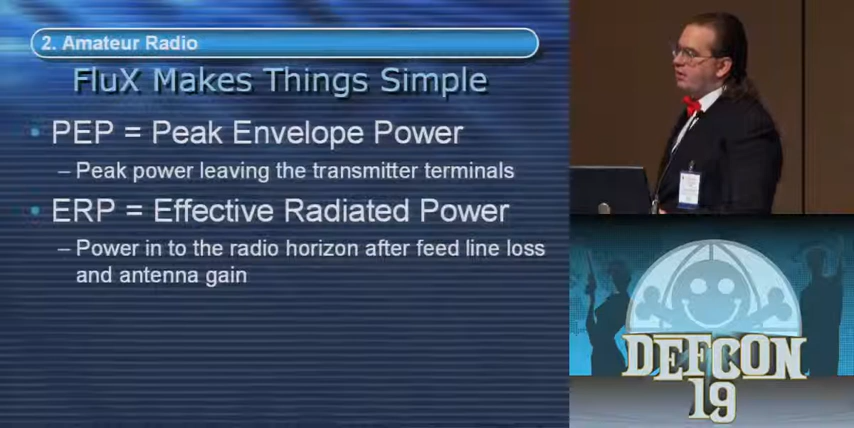 2. Amateur Radio
FluX Makes Things Simple
• PEP = Peak Envelope Power
– Peak power leaving the transmitter terminals
• ERP = Effective Radiated Power
– Power in to the radio horizon after feed line loss
and antenna gain
DEFCON
19